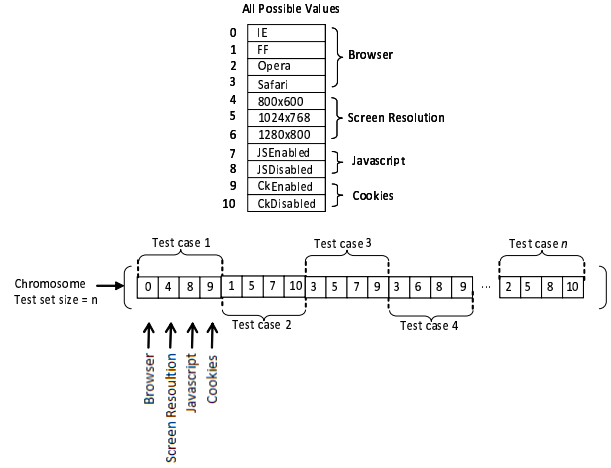 All Possible Values
0 IE
1 FF
2 Opera
3 Safari
Browser
4 800x600
5 1024x768
6 1280x800
Screen Resolution
7 JSEnabled
8 JSDisabled
Javascript
9 CkEnabled
10 CkDisabled
Cookies
Test case 1
Test case 3
Test case n
Chromosome
Test set size = n
0 4 8 9 1 5 7 10 3 5 7 9 3 6 8 9 ... 2 5 8 10
Test case 2
Test case 4
Browser
Screen Resoultion
Javascript
Cookies